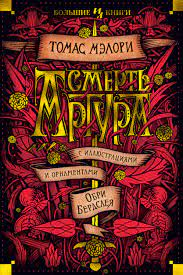 БОЛЬШИЕ КНИГИ
ТОМАС МЭЛОРИ
СМЕРТЬ
АРТУРА
С ИЛЛЮСТРАЦИЯМИ
И ОРНАМЕНТАМИ
ОБРИ БЕРДСЛЕЯ